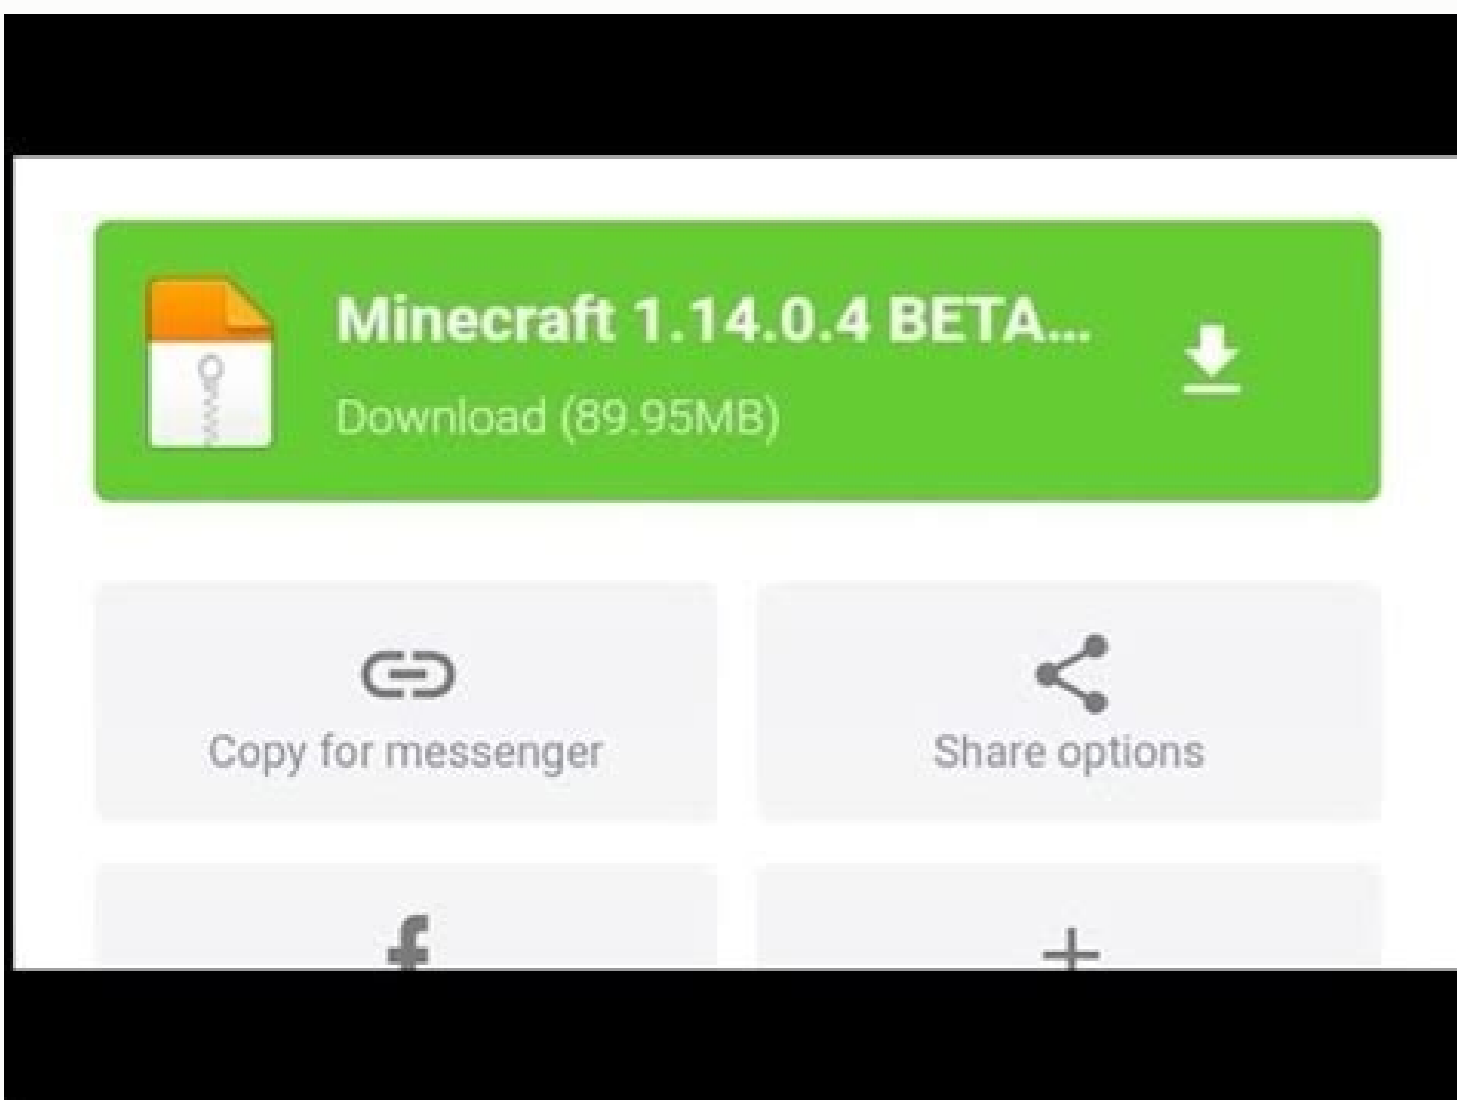 Minecraft 1.14.0.4 BETA...
Download (89.95MB)
Copy for messenger
Share options